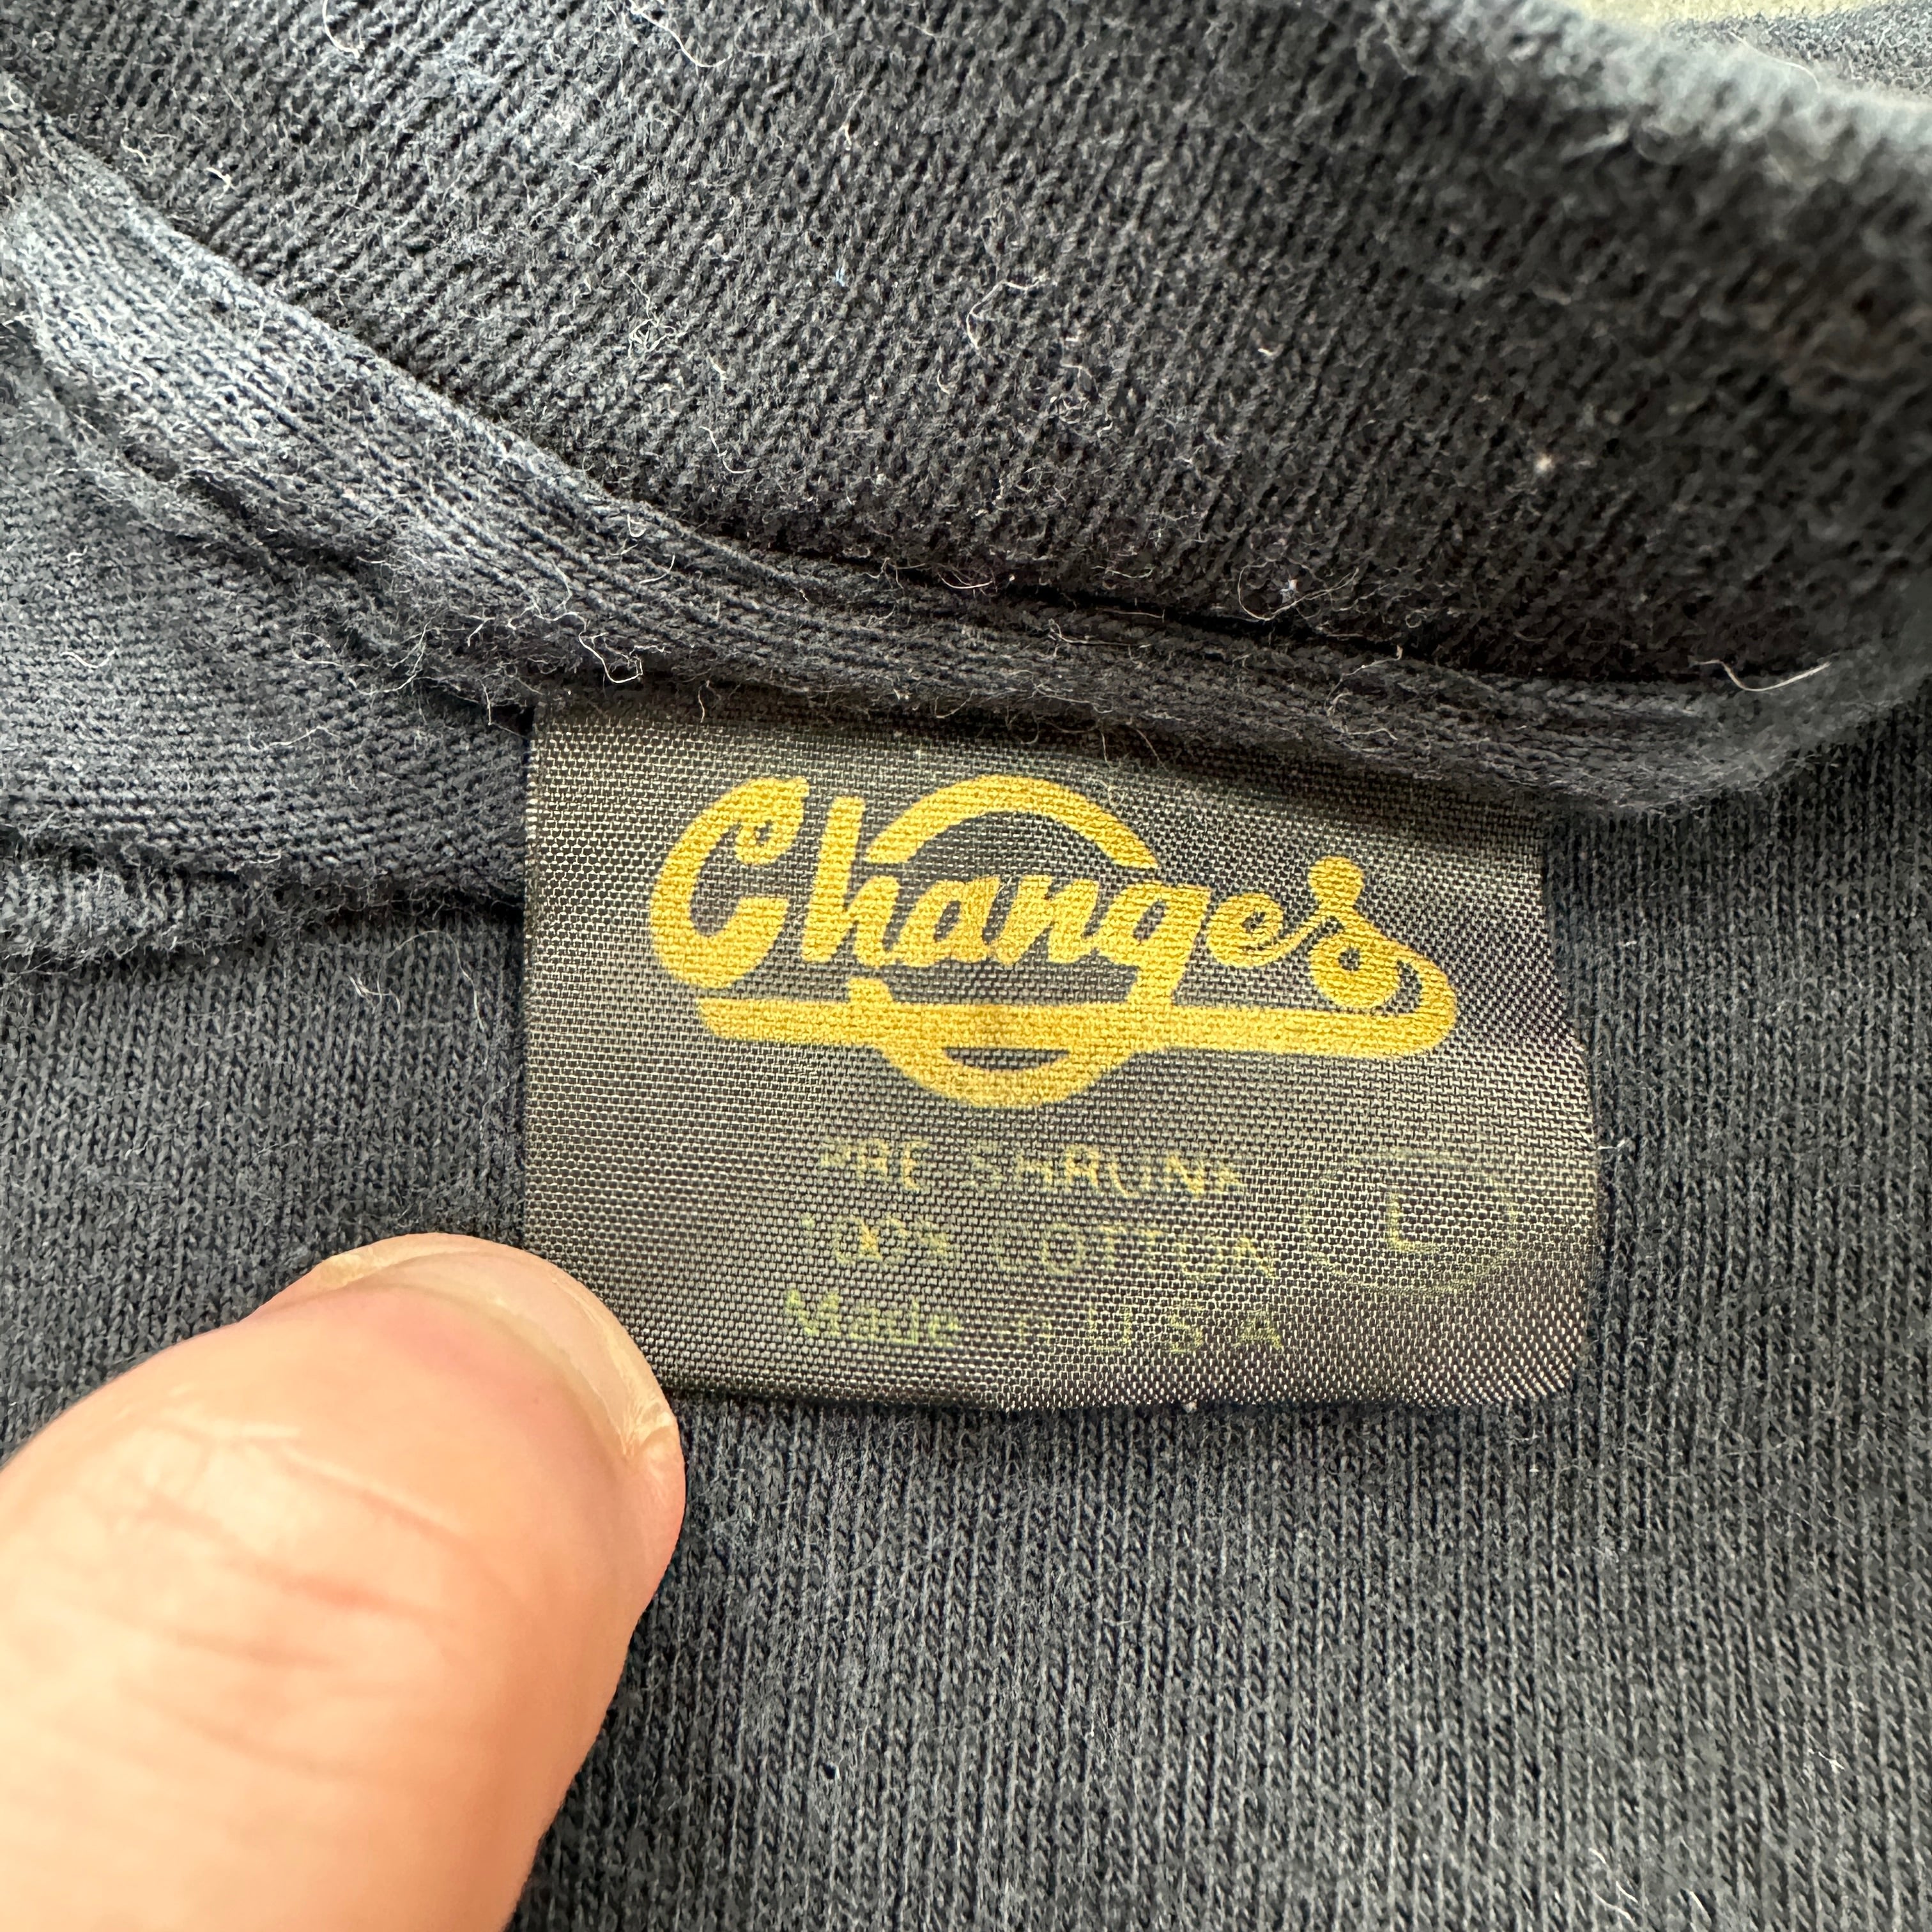 Changes
PRE SHRUNK
100% COTTON
L
Made in U S A